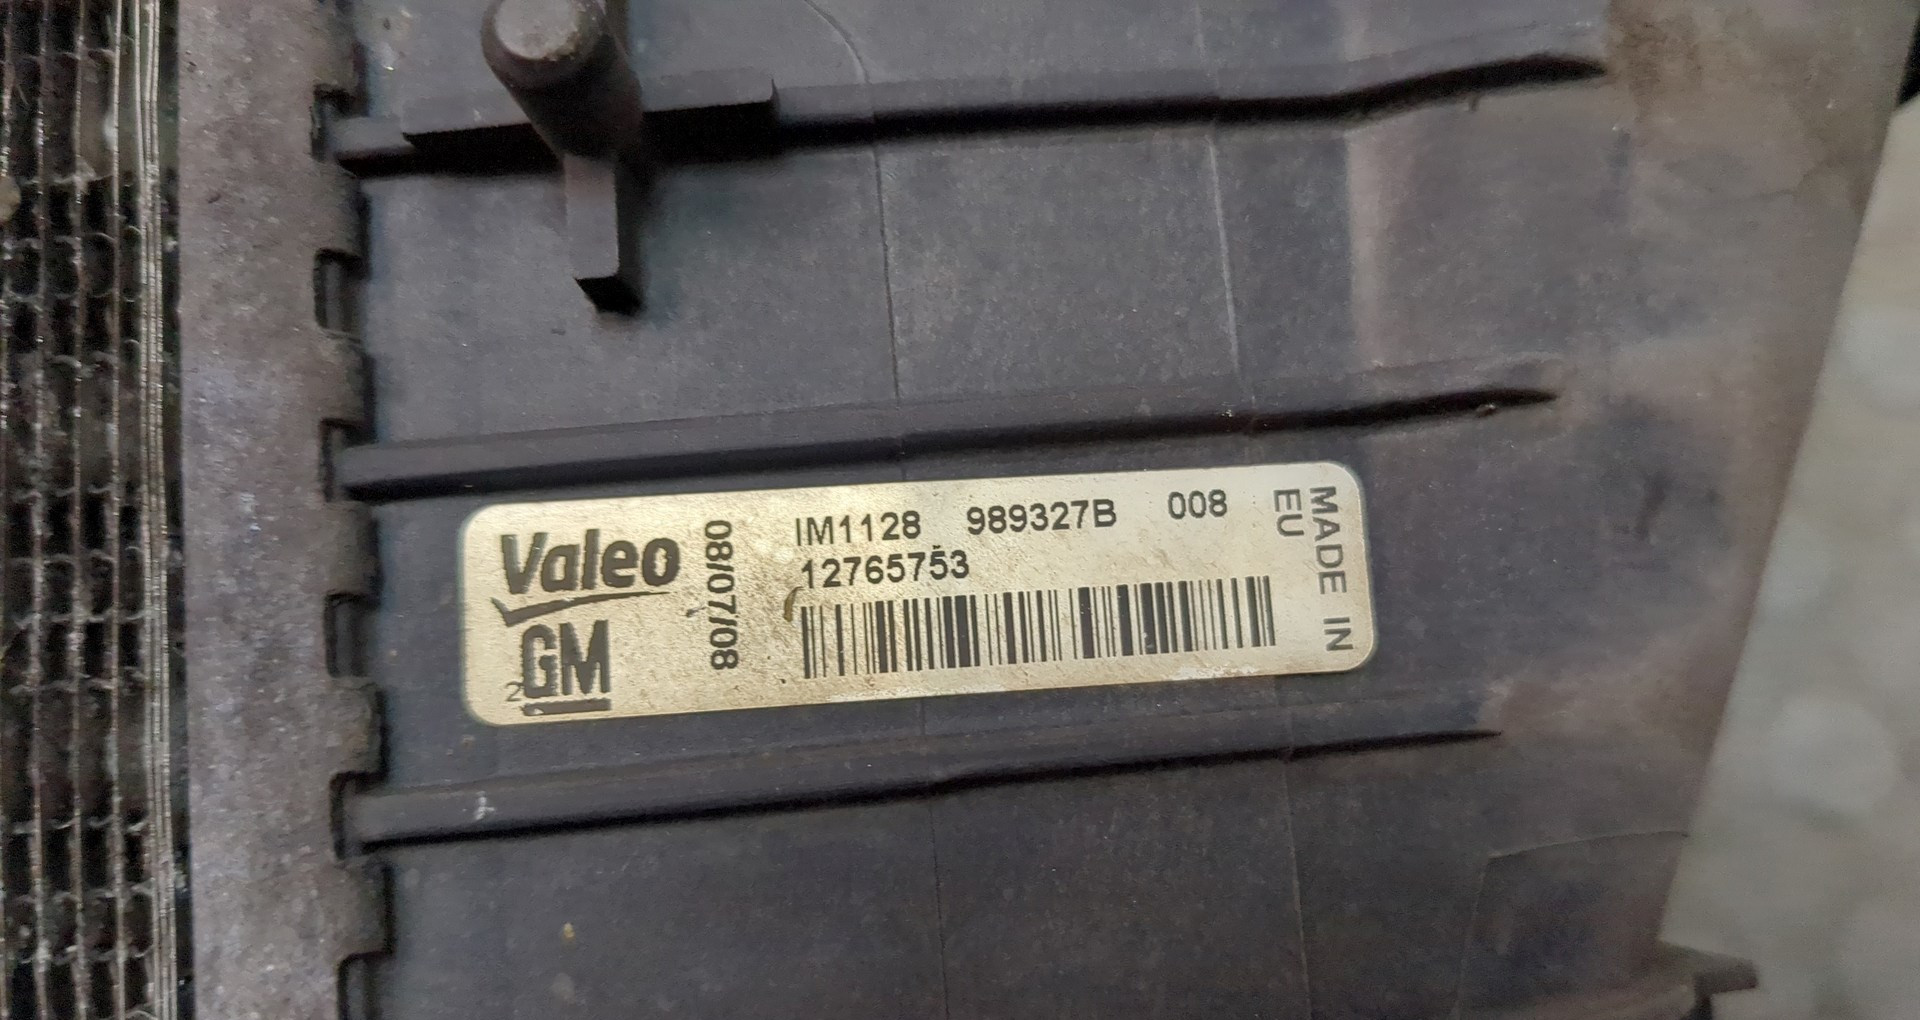 Valeo
GM
08/07/08
IM1128 989327B 008
12765753
MADE IN
EU